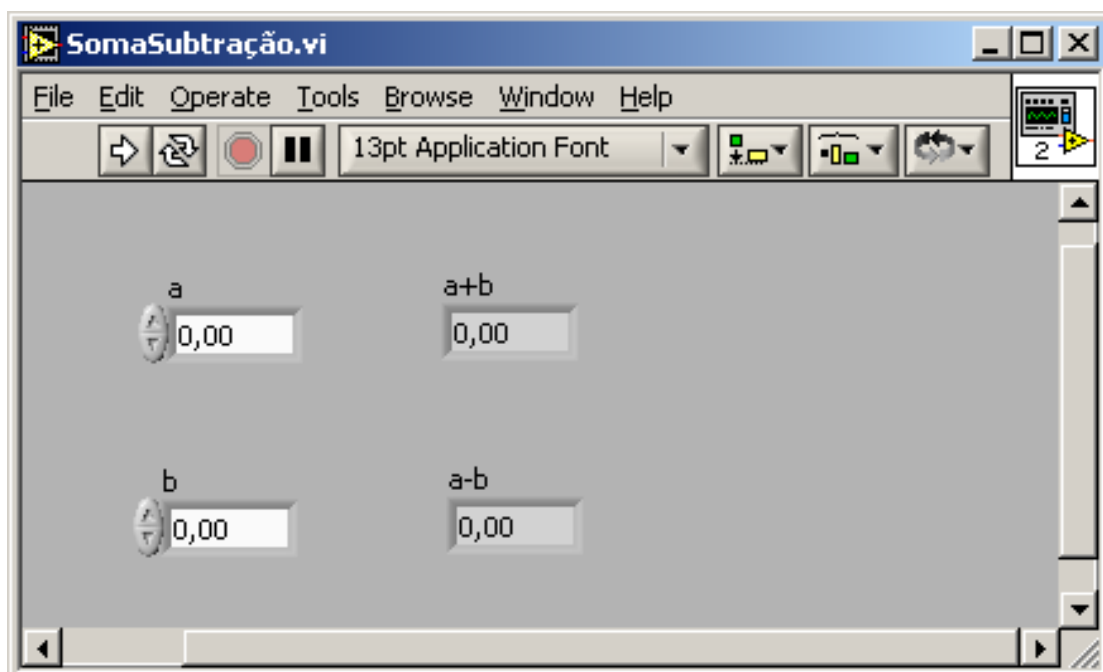 SomaSubtração.vi
File Edit Operate Tools Browse Window Help
13pt Application Font
2
a
0,00
a+b
0,00
b
0,00
a-b
0,00